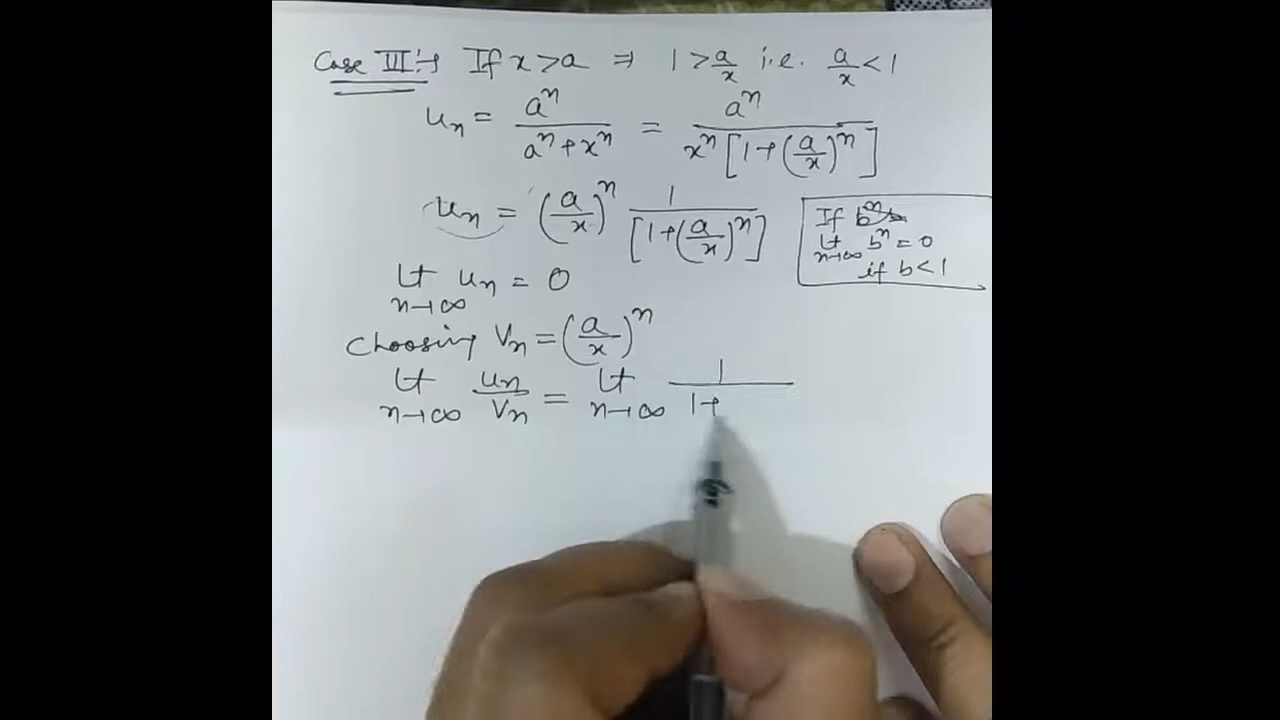 Case III :→ If x > a ⇒ 1 > a/x i.e. a/x < 1
uₙ = aⁿ/(aⁿ + xⁿ) = aⁿ/(xⁿ[1+(a/x)ⁿ])
uₙ = (a/x)ⁿ 1/[1+(a/x)ⁿ]
If bⁿ
Lt n→∞ bⁿ = 0
if b < 1
Lt n→∞ uₙ = 0
Choosing Vₙ = (a/x)ⁿ
Lt n→∞ uₙ/Vₙ = Lt n→∞ 1/(1+